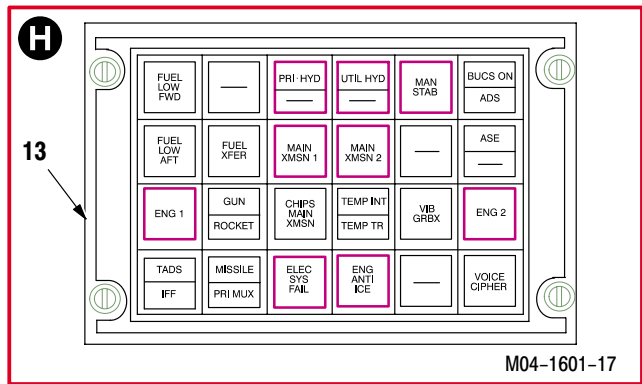 H
13
FUEL
LOW
FWD
—
PRI·HYD
—
UTIL HYD
—
MAN
STAB
BUCS ON
ADS
FUEL
LOW
AFT
FUEL
XFER
MAIN
XMSN 1
MAIN
XMSN 2
—
ASE
—
ENG 1
GUN
ROCKET
CHIPS
MAIN
XMSN
TEMP INT
TEMP TR
VIB
GRBX
ENG 2
TADS
IFF
MISSILE
PRI MUX
ELEC
SYS
FAIL
ENG
ANTI
ICE
—
VOICE
CIPHER
M04-1601-17